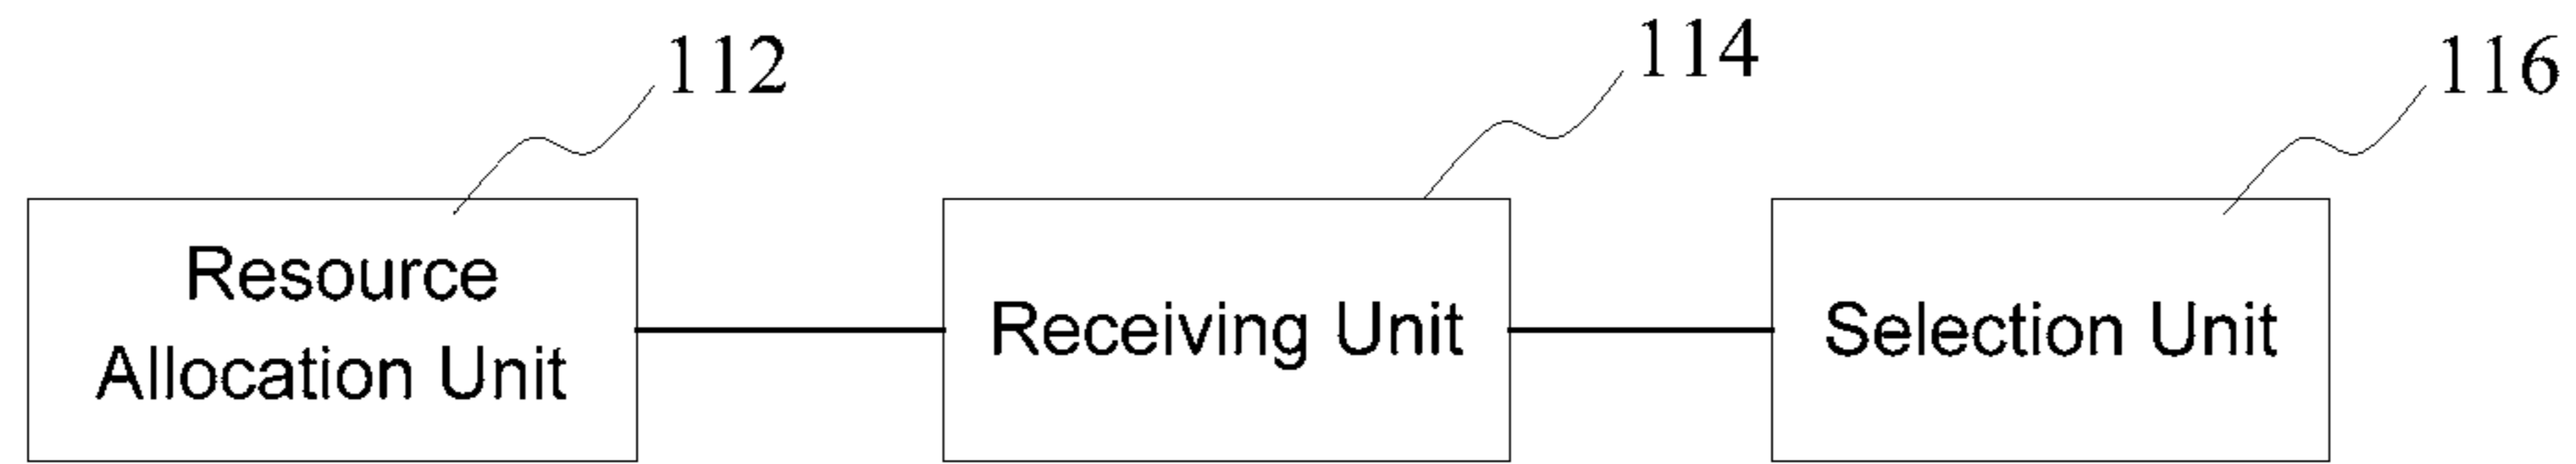 112
114
116
Resource
Allocation Unit
Receiving Unit
Selection Unit